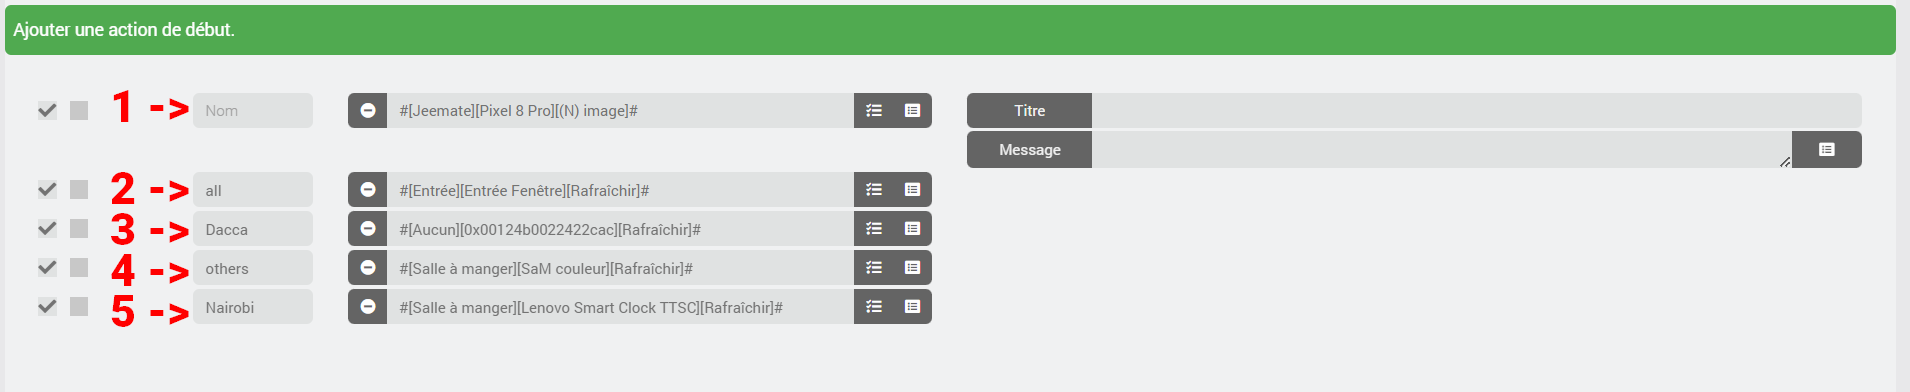 Ajouter une action de début.
1 -> Nom #[Jeemate][Pixel 8 Pro][(N) image]# Titre
Message
2 -> all #[Entrée][Entrée Fenêtre][Rafraîchir]#
3 -> Dacca #[Aucun][0x00124b0022422cac][Rafraîchir]#
4 -> others #[Salle à manger][SaM couleur][Rafraîchir]#
5 -> Nairobi #[Salle à manger][Lenovo Smart Clock TTSC][Rafraîchir]#